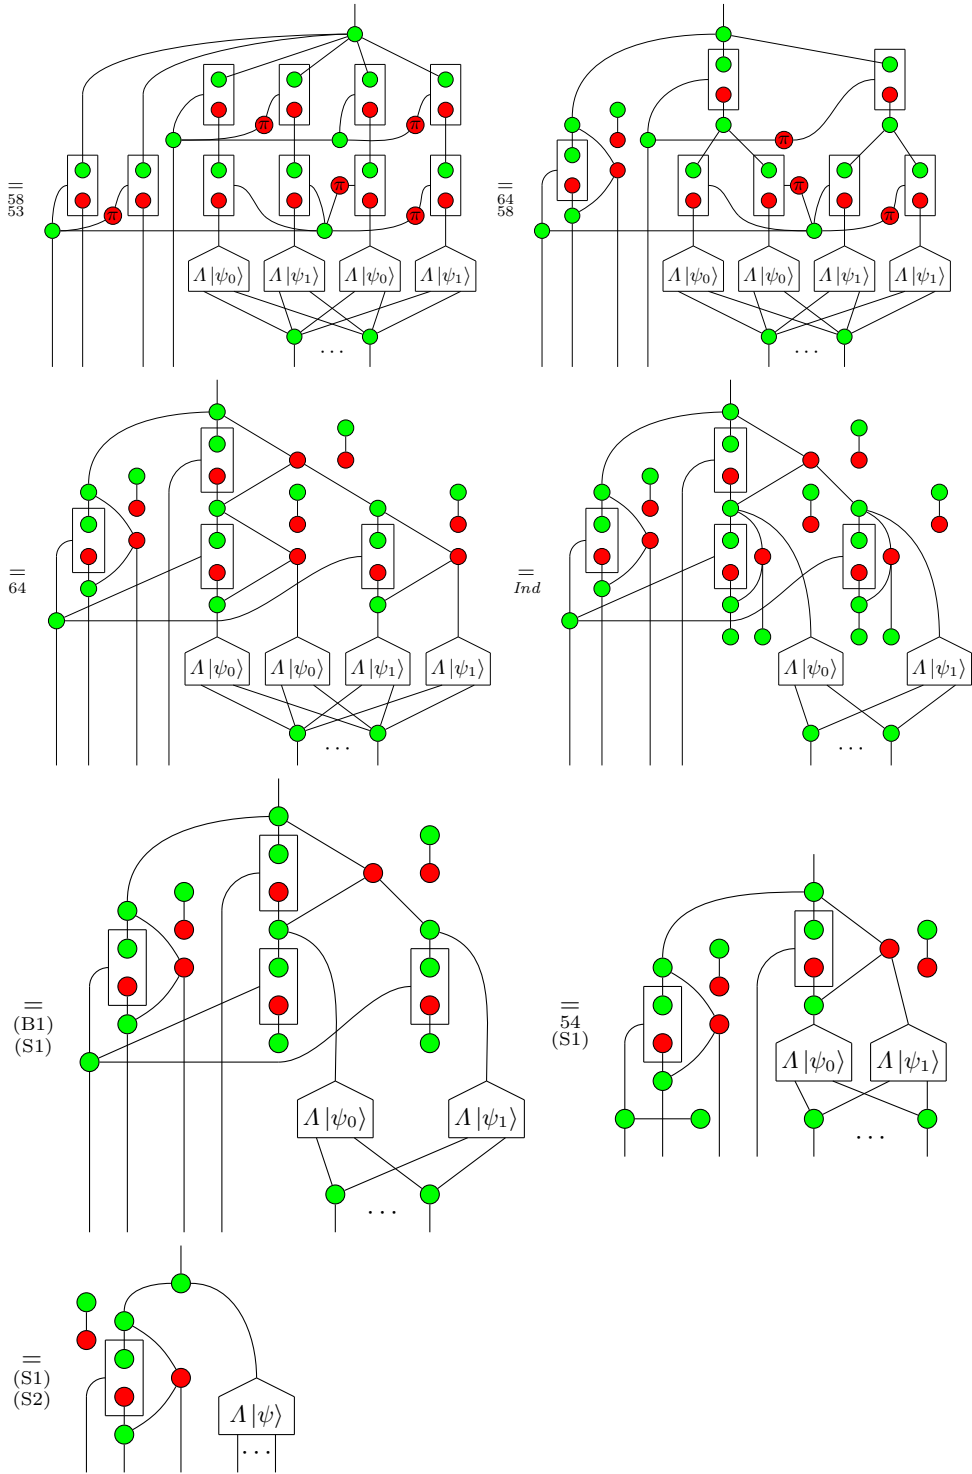 π π
π
π π
=
58
53
Λ|ψ₀⟩ Λ|ψ₁⟩ Λ|ψ₀⟩ Λ|ψ₁⟩
...
π
π
π
=
64
58
Λ|ψ₀⟩ Λ|ψ₀⟩ Λ|ψ₁⟩ Λ|ψ₁⟩
...
=
64
Λ|ψ₀⟩ Λ|ψ₀⟩ Λ|ψ₁⟩ Λ|ψ₁⟩
...
=
Ind
Λ|ψ₀⟩ Λ|ψ₁⟩
...
=
(B1)
(S1)
Λ|ψ₀⟩ Λ|ψ₁⟩
...
=
54
(S1)
Λ|ψ₀⟩ Λ|ψ₁⟩
...
=
(S1)
(S2)
Λ|ψ⟩
...